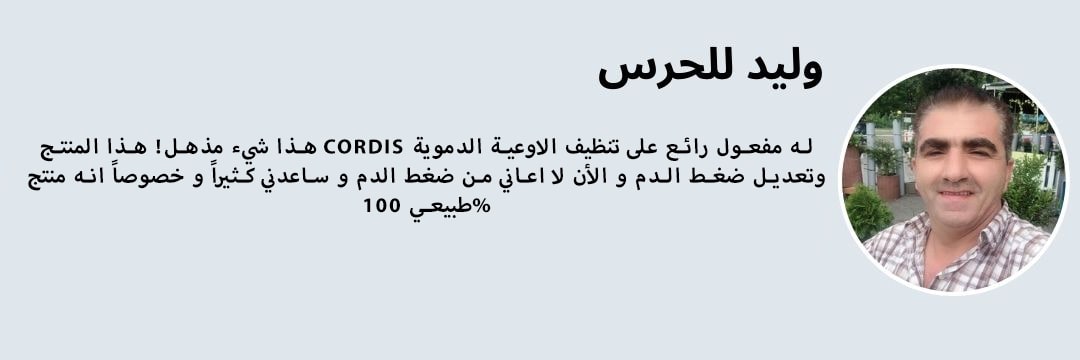 وليد للحرس
له مفعول رائع على تنظيف الاوعية الدموية CORDIS هذا شيء مذهل! هذا المنتج
وتعديل ضغط الدم و الأن لا اعاني من ضغط الدم و ساعدني كثيراً و خصوصاً انه منتج
%طبيعي 100